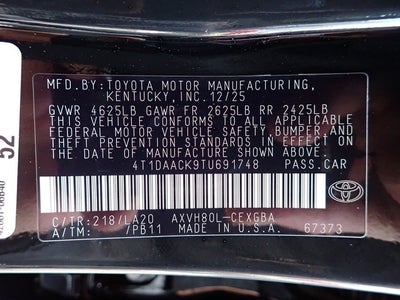 MFD.BY:TOYOTA MOTOR MANUFACTURING,
KENTUCKY,INC.12/25
GVWR 4625LB GAWR FR 2625LB RR 2425LB
THIS VEHICLE CONFORMS TO ALL APPLICABLE
FEDERAL MOTOR VEHICLE SAFETY, BUMPER, AND
THEFT PREVENTION STANDARDS IN EFFECT ON
THE DATE OF MANUFACTURE SHOWN ABOVE.
4T1DAACK9TU691748 PASS.CAR
C/TR:218/LA20 AXVH80L-CEXGBA
A/TM: /PB11 MADE IN U.S.A. 67373
TOYOTA
52